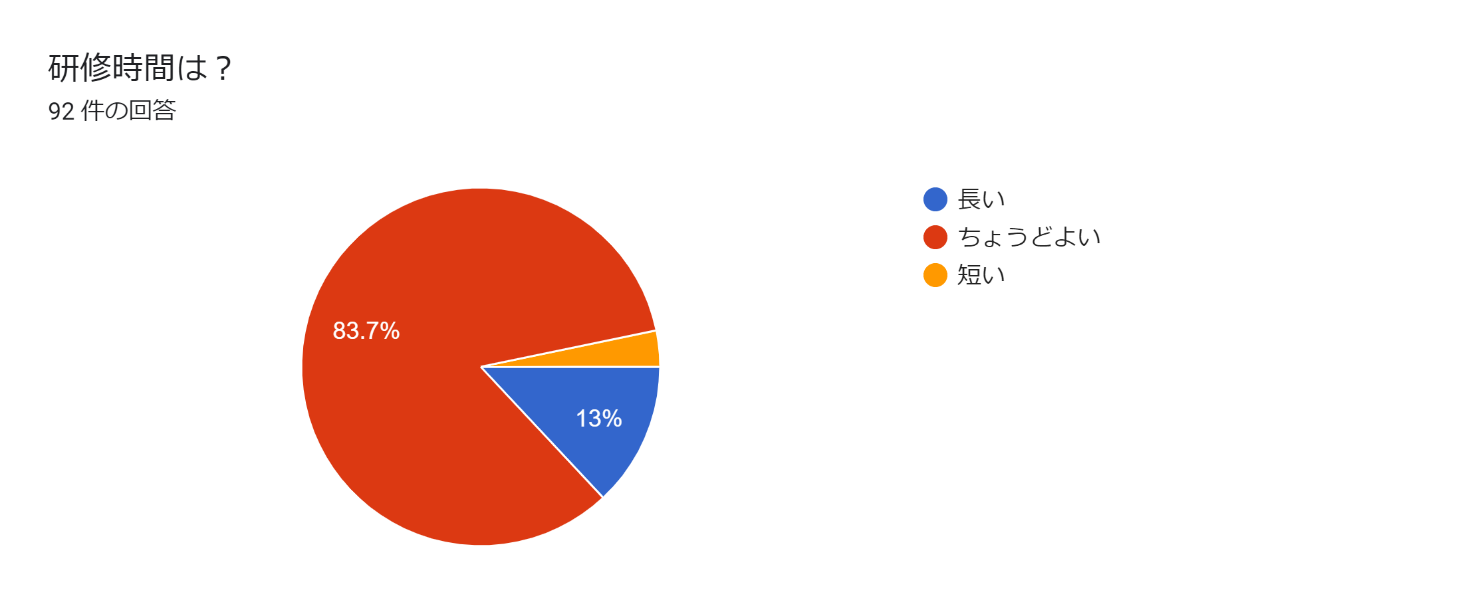 研修時間は？
92 件の回答
長い
ちょうどよい
短い
83.7%
13%